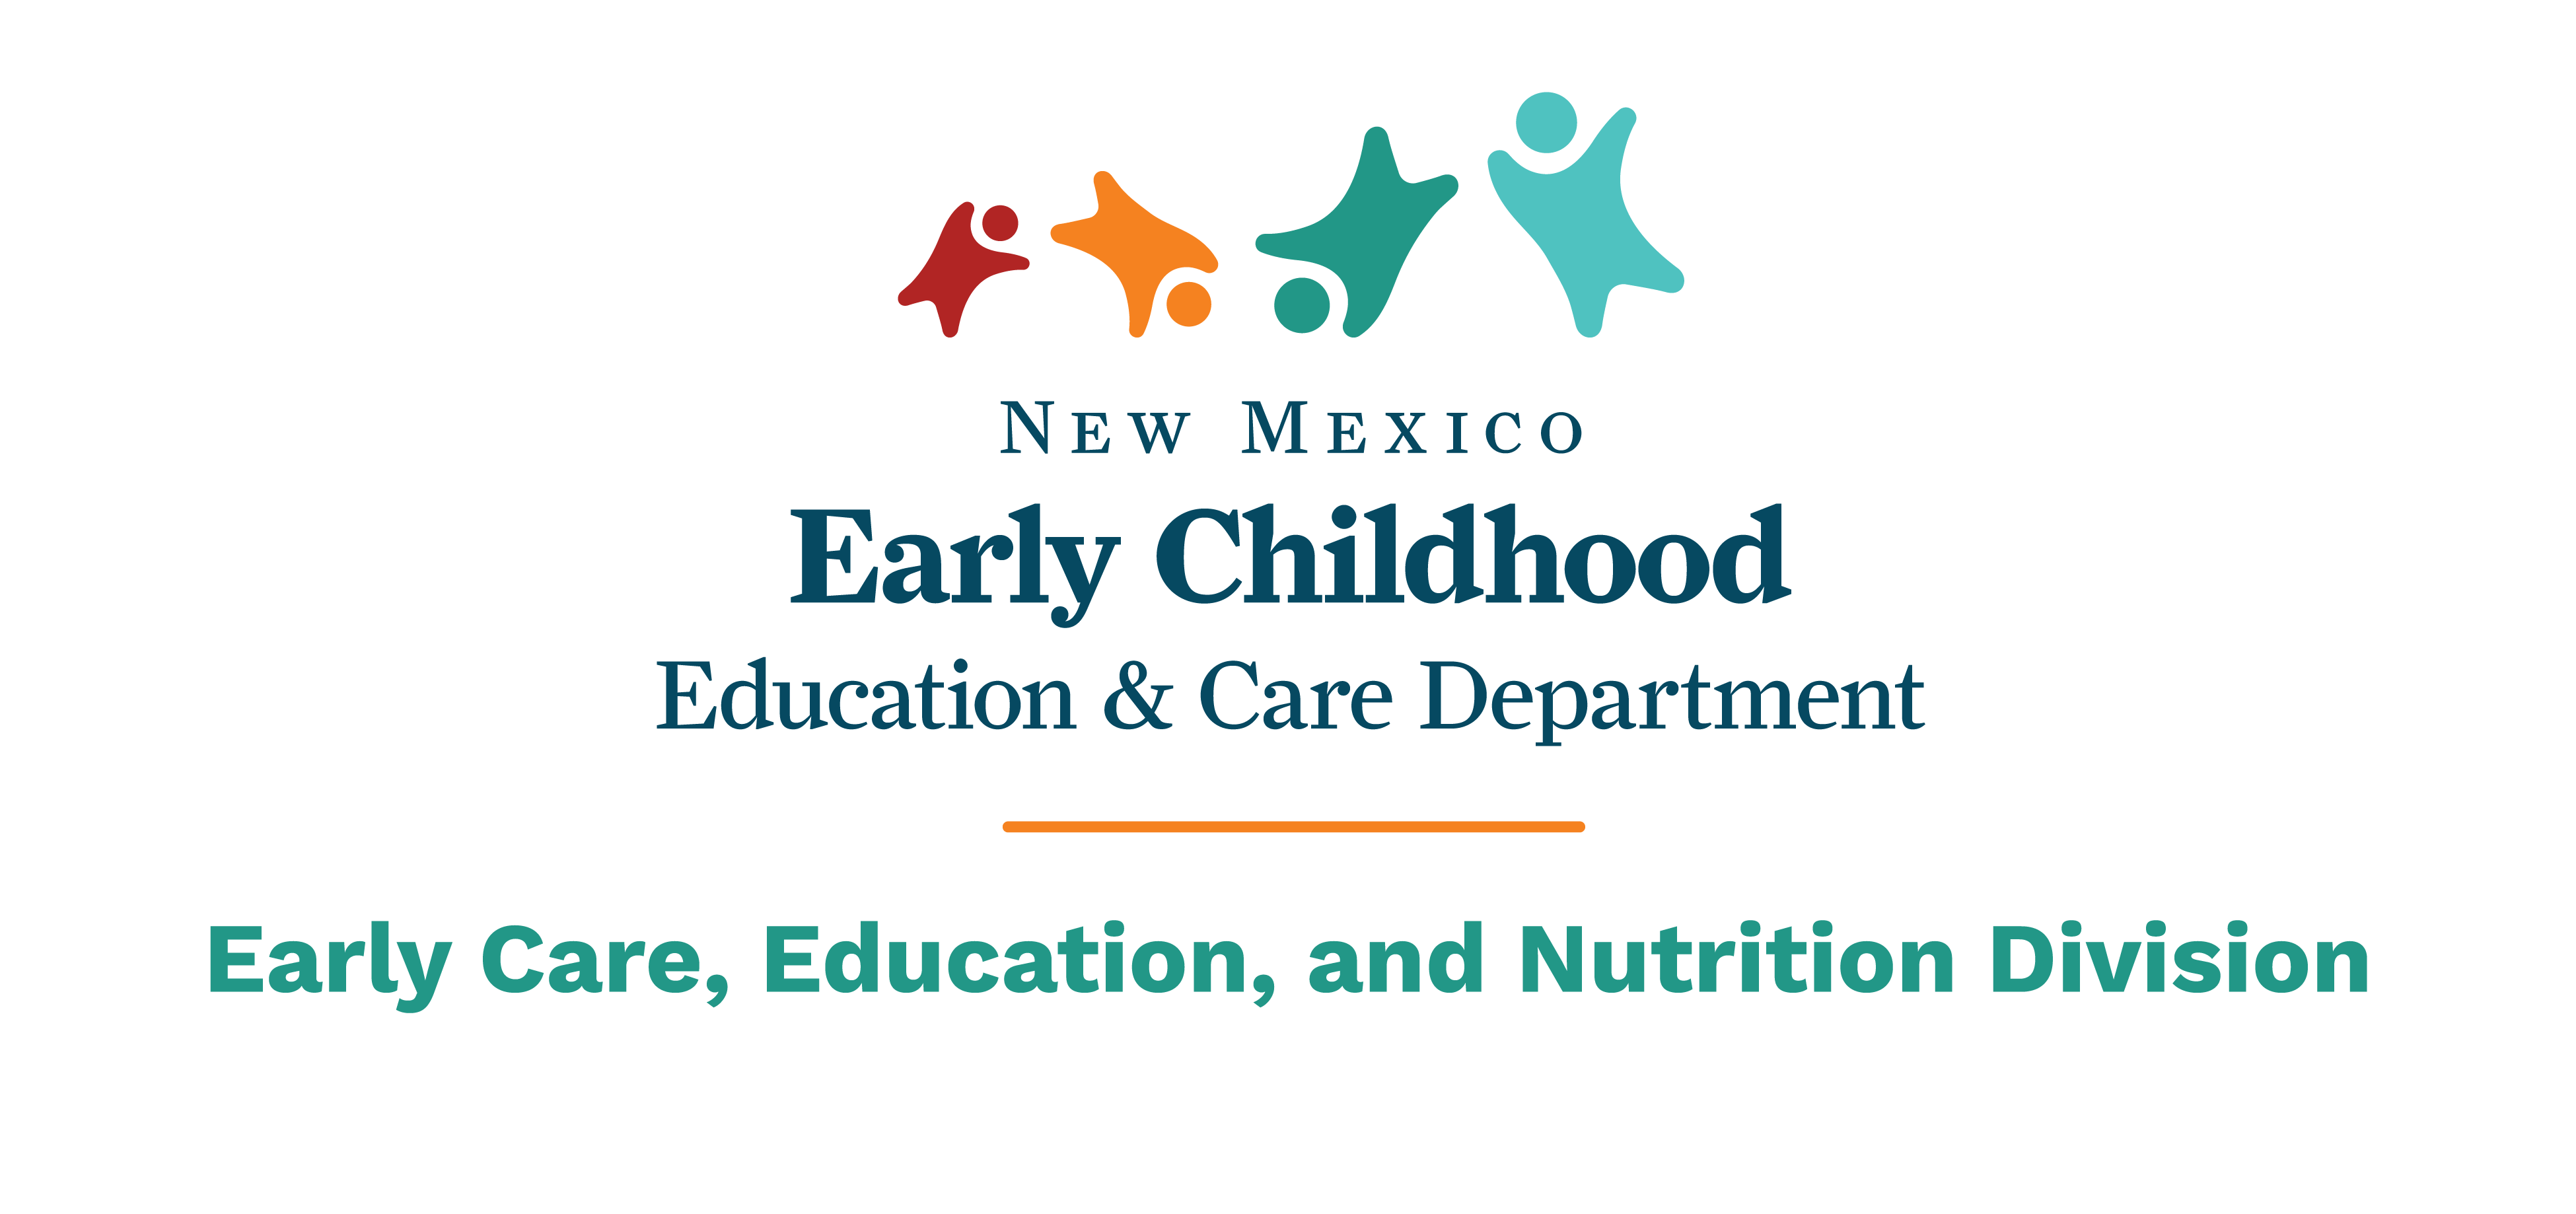 New Mexico
Early Childhood
Education & Care Department
Early Care, Education, and Nutrition Division